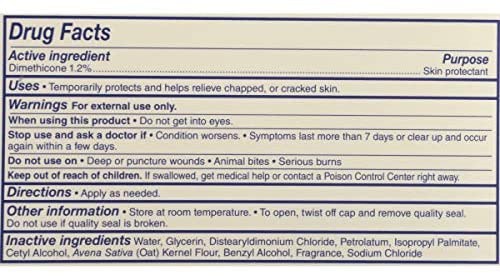 Drug Facts
Active ingredient Purpose
Dimethicone 1.2%................................................................................Skin protectant
Uses • Temporarily protects and helps relieve chapped, or cracked skin.
Warnings For external use only.
When using this product • Do not get into eyes.
Stop use and ask a doctor if • Condition worsens. • Symptoms last more than 7 days or clear up and occur
again within a few days.
Do not use on • Deep or puncture wounds • Animal bites • Serious burns
Keep out of reach of children. If swallowed, get medical help or contact a Poison Control Center right away.
Directions • Apply as needed.
Other information • Store at room temperature. • To open, twist off cap and remove quality seal.
Do not use if quality seal is broken.
Inactive ingredients Water, Glycerin, Distearyldimonium Chloride, Petrolatum, Isopropyl Palmitate,
Cetyl Alcohol, Avena Sativa (Oat) Kernel Flour, Benzyl Alcohol, Fragrance, Sodium Chloride